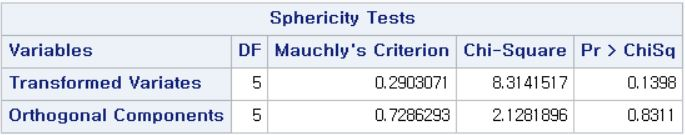 Sphericity Tests
Variables DF Mauchly's Criterion Chi-Square Pr > ChiSq
Transformed Variates 5 0.2903071 8.3141517 0.1398
Orthogonal Components 5 0.7286293 2.1281896 0.8311